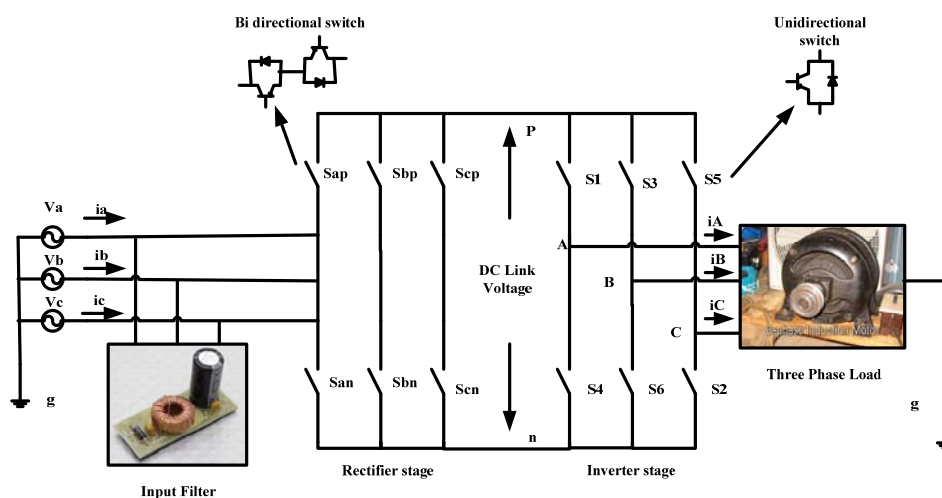 Bi directional switch
Unidirectional
switch
P
Sap
Sbp
Scp
S1
S3
S5
Va
ia
iA
A
Vb
ib
DC Link
Voltage
iB
B
Vc
ic
iC
C
Induction Motor
Three Phase Load
San
Sbn
Scn
S4
S6
S2
g
g
n
Rectifier stage
Inverter stage
Input Filter